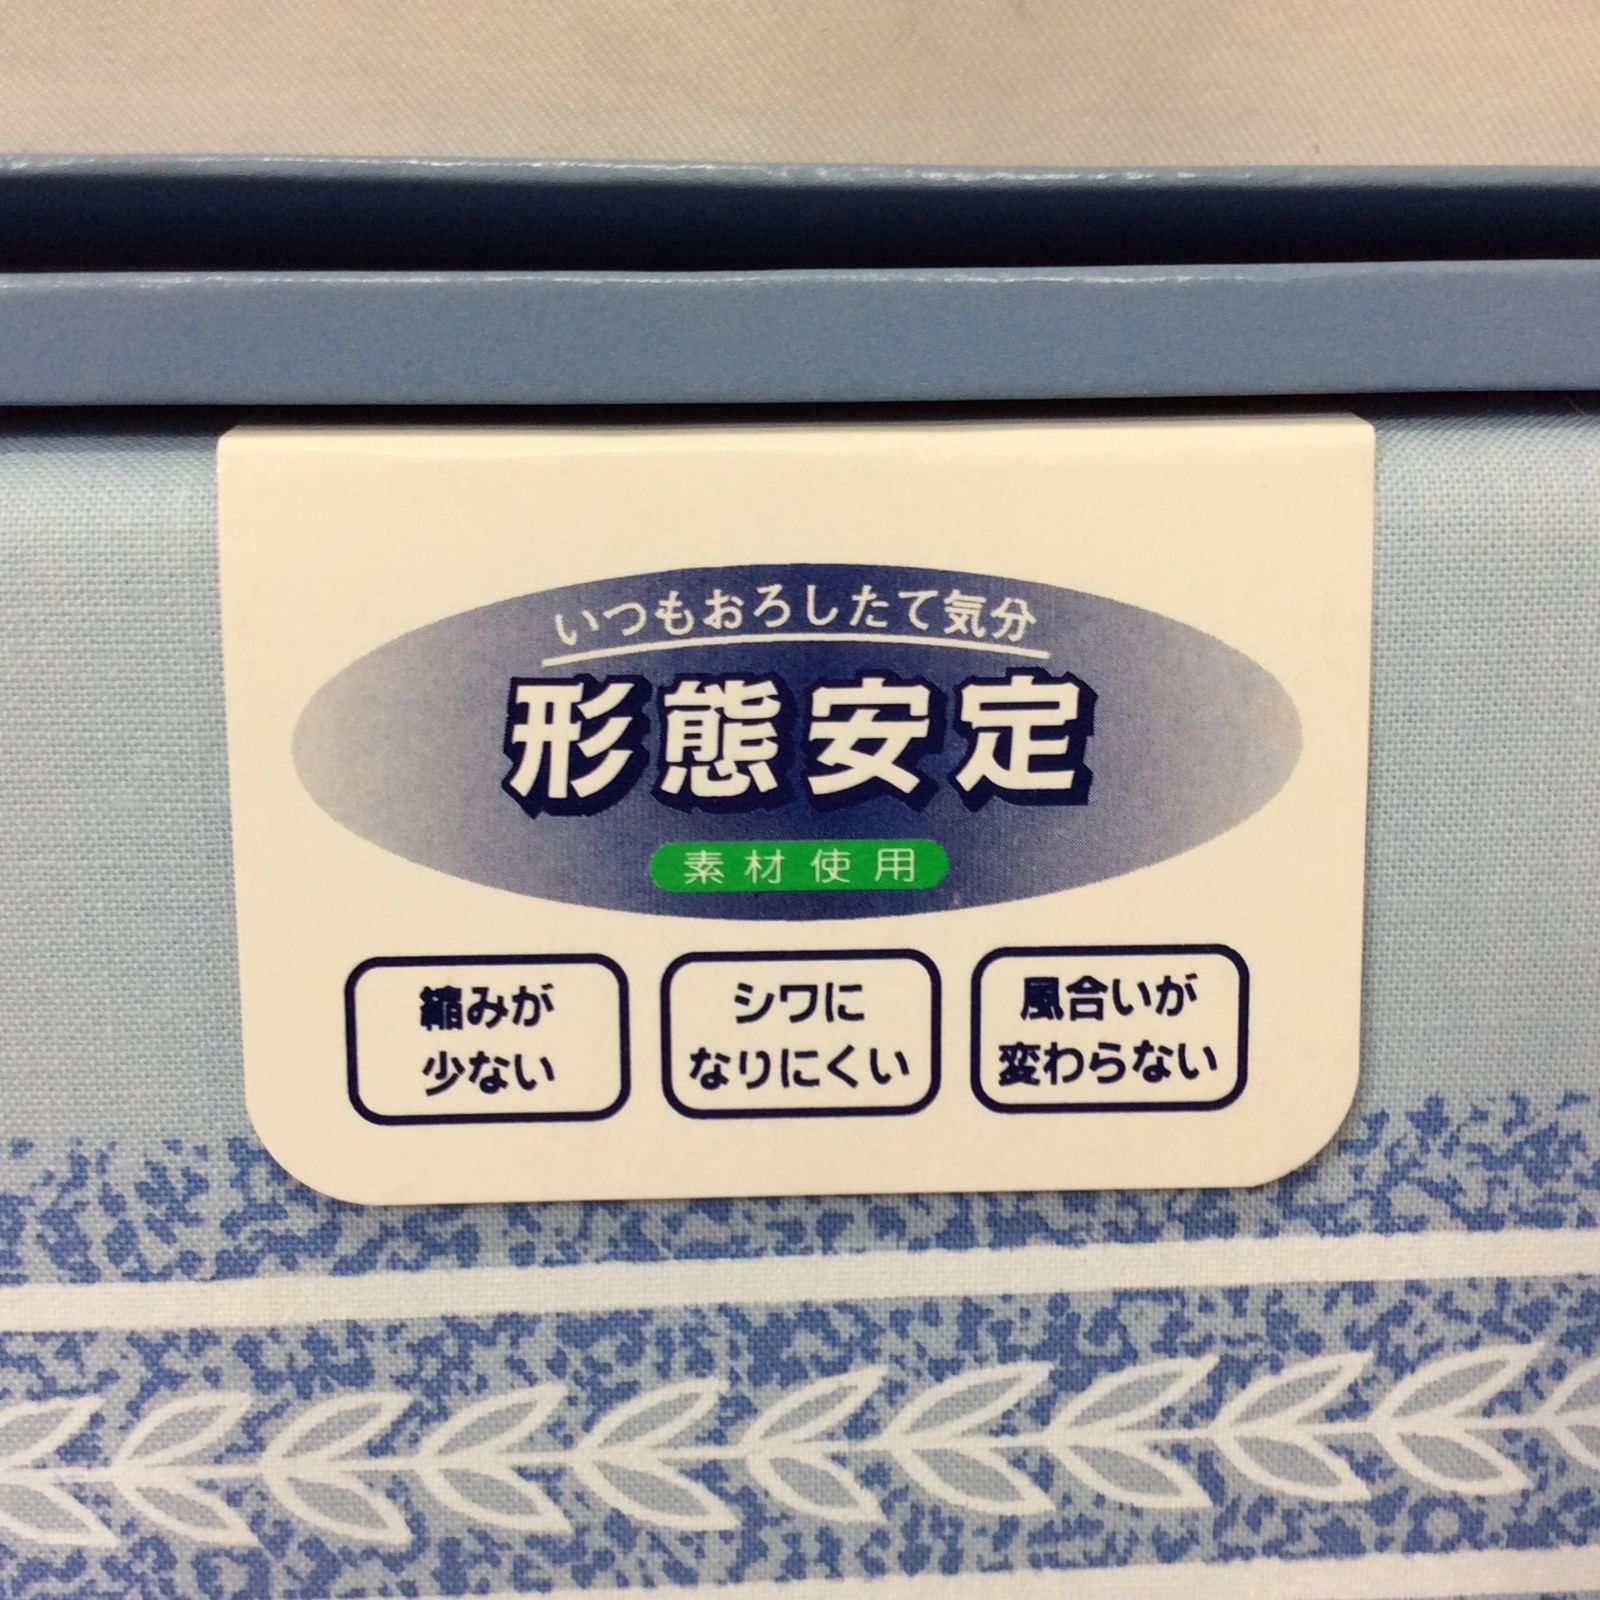 いつもおろしたて気分
形態安定
素材使用
縮みが
少ない
シワに
なりにくい
風合いが
変わらない